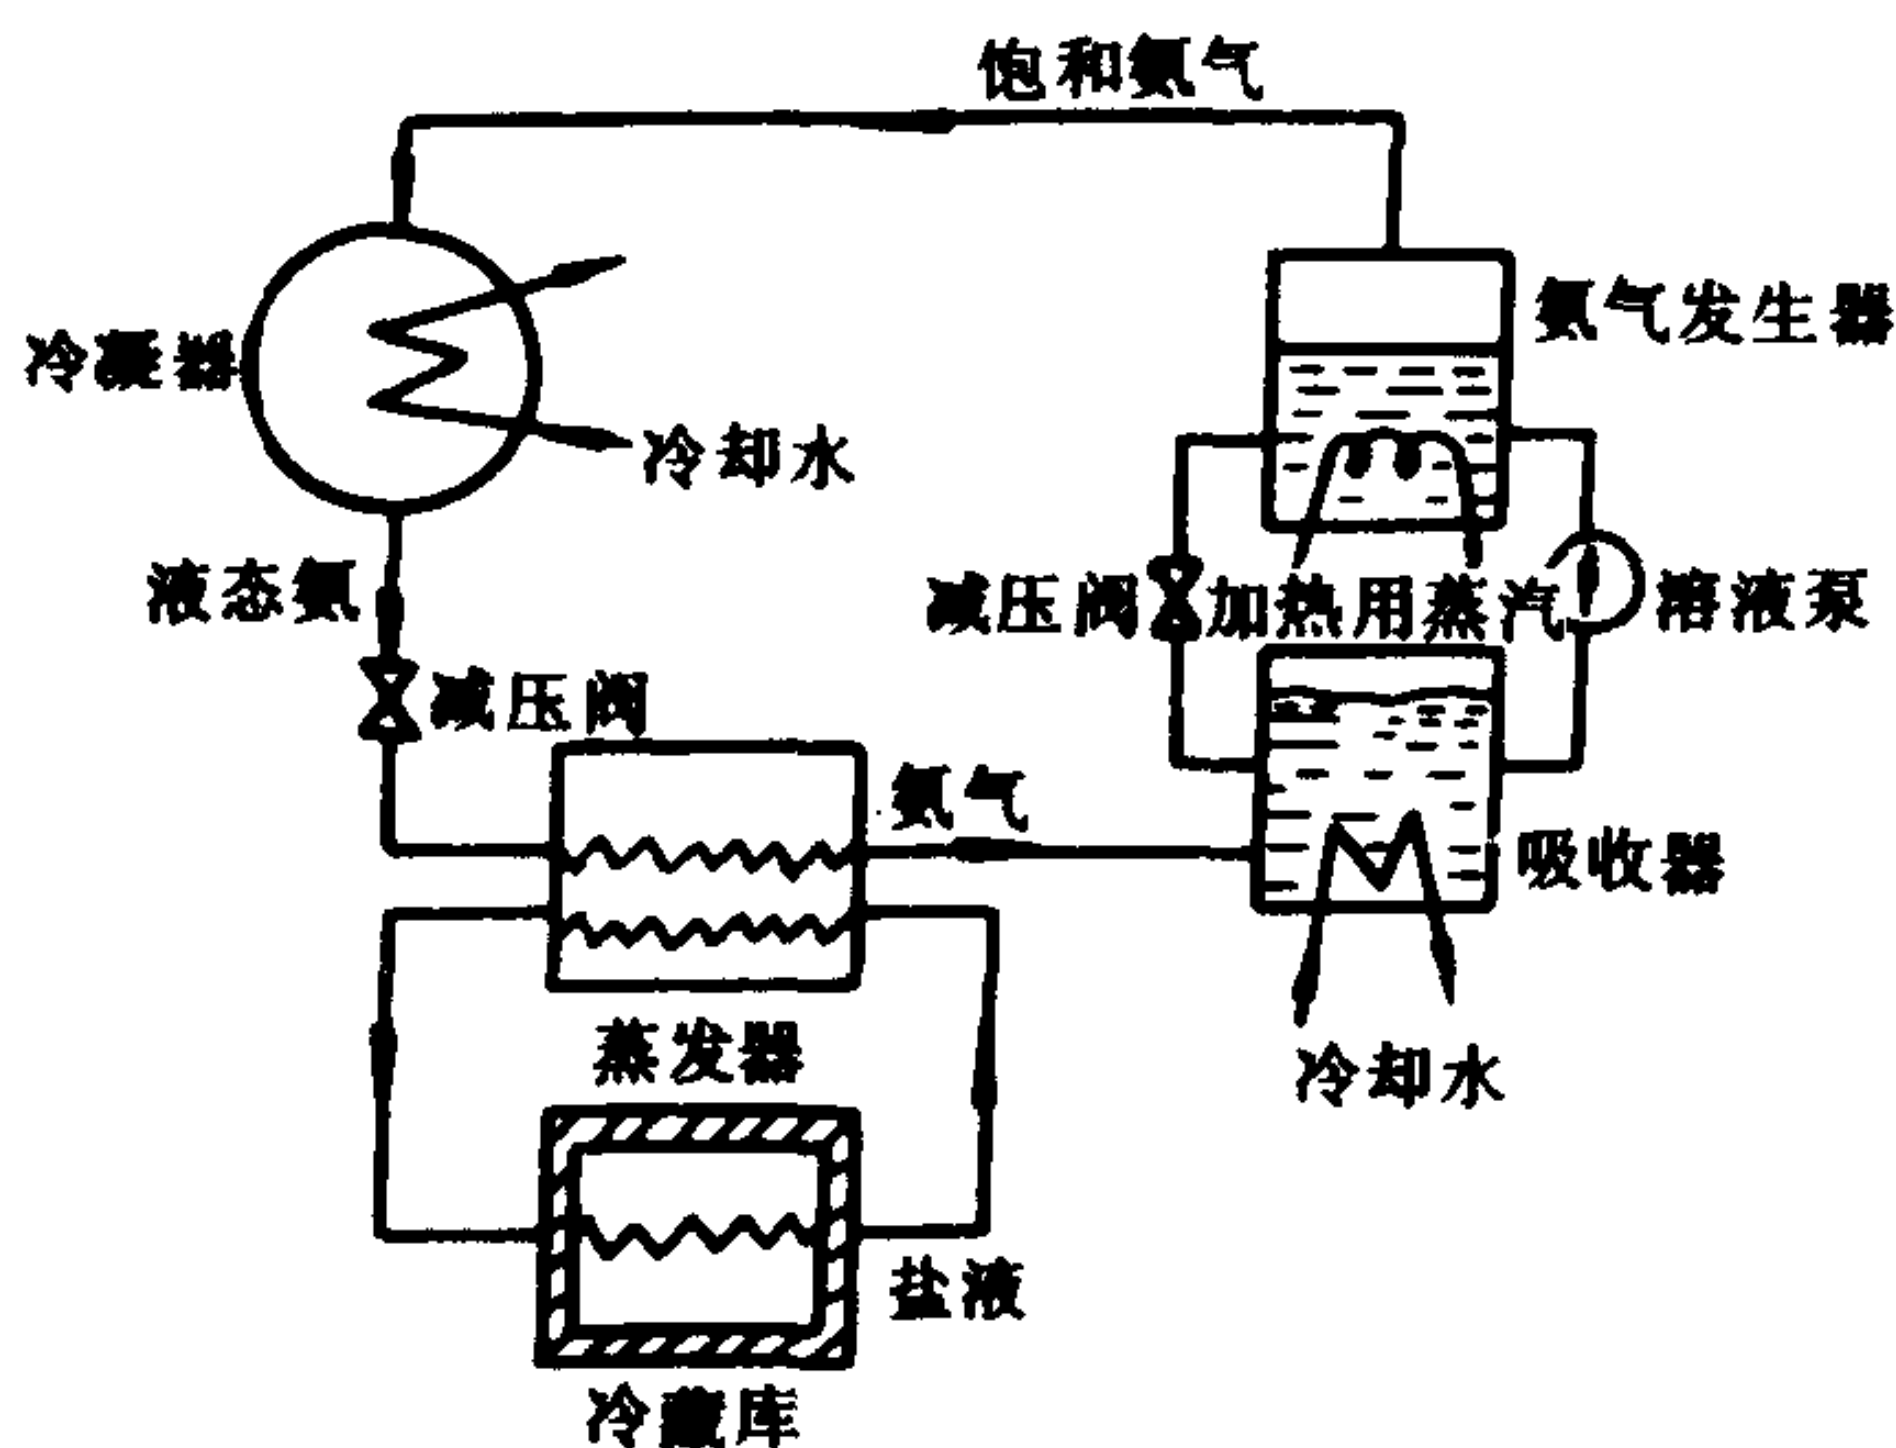 饱和氨气
氨气发生器
冷凝器
冷却水
液态氨
减压阀
加热用蒸汽
溶液泵
减压阀
氨气
吸收器
蒸发器
冷却水
盐液
冷藏库